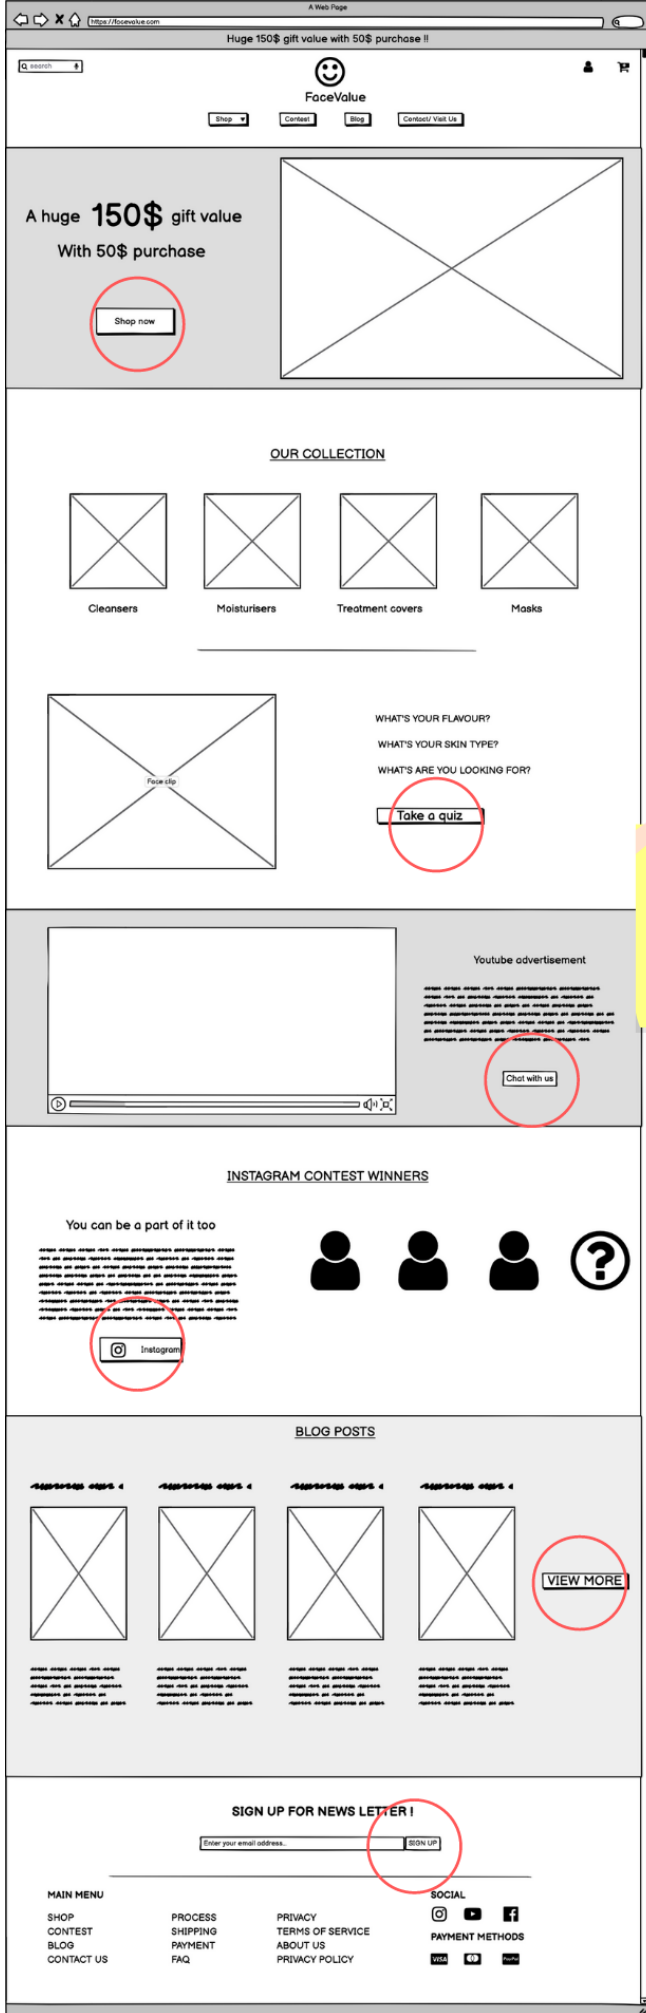 A Web Page
https://facevalue.com
Huge 150$ gift value with 50$ purchase !!
search
FaceValue
Shop
Contest
Blog
Contact/ Visit Us
A huge 150$ gift value
With 50$ purchase
Shop now
OUR COLLECTION
Cleansers
Moisturisers
Treatment covers
Masks
Face clip
WHAT'S YOUR FLAVOUR?
WHAT'S YOUR SKIN TYPE?
WHAT'S ARE YOU LOOKING FOR?
Take a quiz
Youtube advertisement
Chat with us
INSTAGRAM CONTEST WINNERS
You can be a part of it too
Instagram
BLOG POSTS
VIEW MORE
SIGN UP FOR NEWS LETTER !
Enter your email address..
SIGN UP
MAIN MENU
SHOP
CONTEST
BLOG
CONTACT US
PROCESS
SHIPPING
PAYMENT
FAQ
PRIVACY
TERMS OF SERVICE
ABOUT US
PRIVACY POLICY
SOCIAL
PAYMENT METHODS
VISA
PayPal